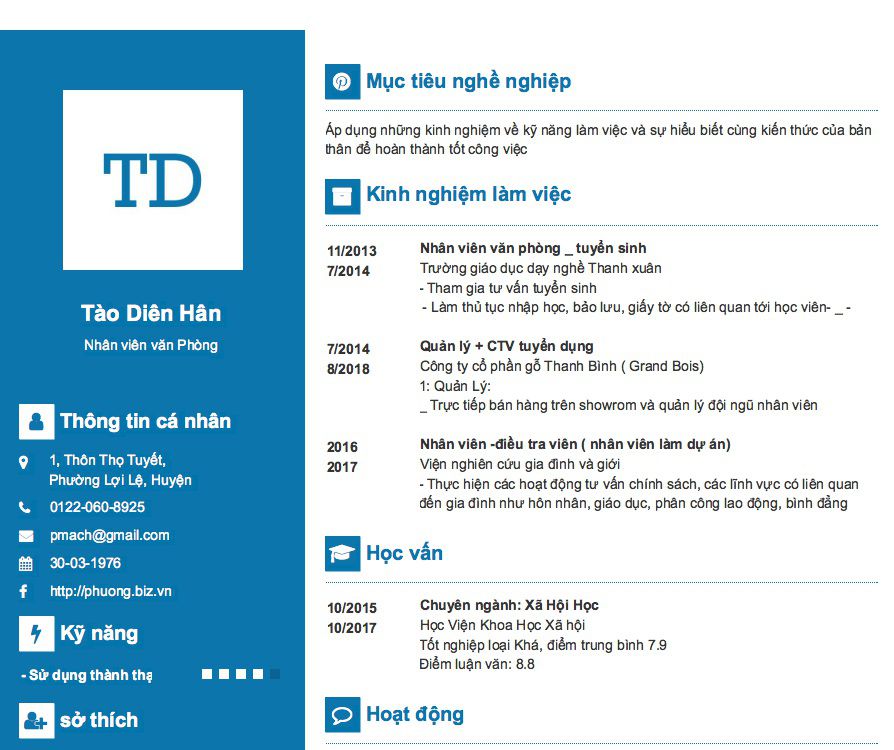 TD
Tào Diên Hân
Nhân viên văn Phòng
Thông tin cá nhân
1, Thôn Thọ Tuyết,
Phường Lợi Lệ, Huyện
0122-060-8925
pmach@gmail.com
30-03-1976
http://phuong.biz.vn
Kỹ năng
- Sử dụng thành thạ
sở thích
Mục tiêu nghề nghiệp
Áp dụng những kinh nghiệm về kỹ năng làm việc và sự hiểu biết cùng kiến thức của bản
thân để hoàn thành tốt công việc
Kinh nghiệm làm việc
11/2013
7/2014
Nhân viên văn phòng _ tuyển sinh
Trường giáo dục dạy nghề Thanh xuân
- Tham gia tư vấn tuyển sinh
- Làm thủ tục nhập học, bảo lưu, giấy tờ có liên quan tới học viên- _ -
7/2014
8/2018
Quản lý + CTV tuyển dụng
Công ty cổ phần gỗ Thanh Bình ( Grand Bois)
1: Quản Lý:
_ Trực tiếp bán hàng trên showrom và quản lý đội ngũ nhân viên
2016
2017
Nhân viên -điều tra viên ( nhân viên làm dự án)
Viện nghiên cứu gia đình và giới
- Thực hiện các hoạt động tư vấn chính sách, các lĩnh vực có liên quan
đến gia đình như hôn nhân, giáo dục, phân công lao động, bình đẳng
Học vấn
10/2015
10/2017
Chuyên ngành: Xã Hội Học
Học Viện Khoa Học Xã hội
Tốt nghiệp loại Khá, điểm trung bình 7.9
Điểm luận văn: 8.8
Hoạt động